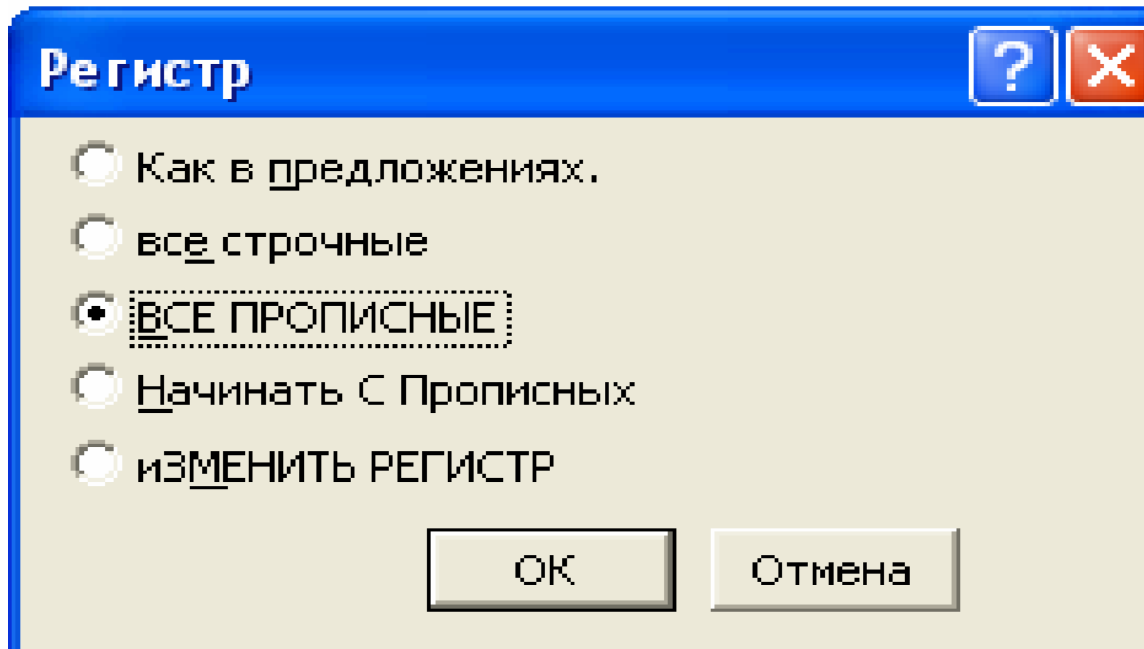 Регистр
?
Как в предложениях.
все строчные
ВСЕ ПРОПИСНЫЕ
Начинать С Прописных
иЗМЕНИТЬ РЕГИСТР
ОК Отмена